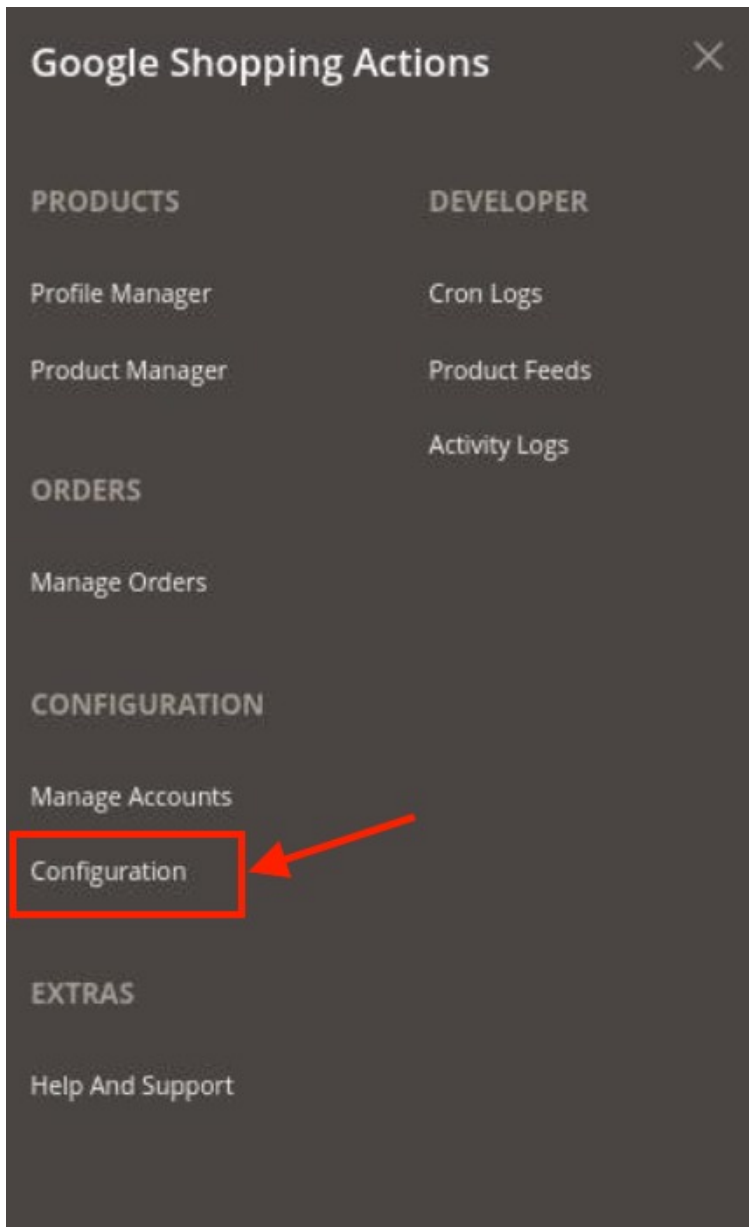 Google Shopping Actions
PRODUCTS
Profile Manager
Product Manager
ORDERS
Manage Orders
CONFIGURATION
Manage Accounts
Configuration
EXTRAS
Help And Support
DEVELOPER
Cron Logs
Product Feeds
Activity Logs